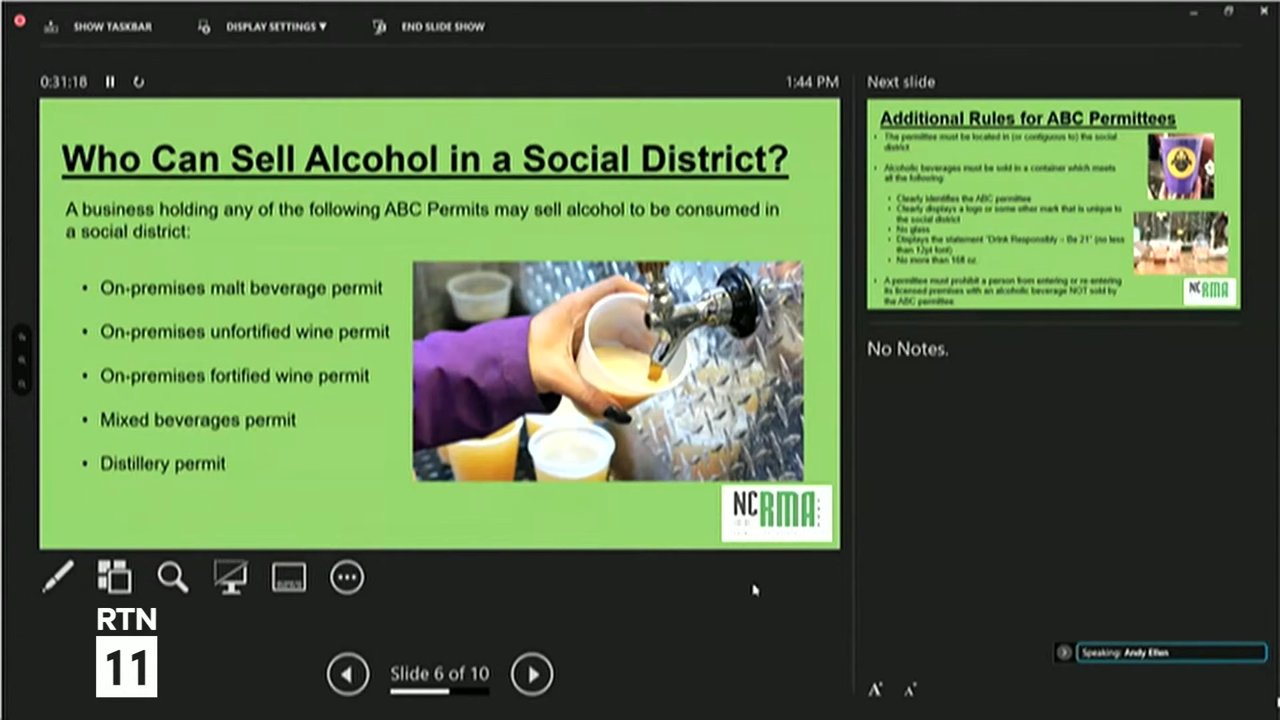 SHOW TASKBAR
DISPLAY SETTINGS ▼
END SLIDE SHOW
0:31:18
1:44 PM
Who Can Sell Alcohol in a Social District?
A business holding any of the following ABC Permits may sell alcohol to be consumed in
a social district:
• On-premises malt beverage permit
• On-premises unfortified wine permit
• On-premises fortified wine permit
• Mixed beverages permit
• Distillery permit
NC RMA
Next slide
Additional Rules for ABC Permittees
• The permittee must be located in (or contiguous to) the social
district
• Alcoholic beverages must be sold in a container which meets
all the following:
• Clearly identifies the ABC permittee
• Clearly displays a logo or some other mark that is unique to
the social district
• No glass
• Displays the statement "Drink Responsibly – Be 21" (no less
than 12pt font)
• No more than 16 oz.
• A permittee must prohibit a person from entering or re-entering
its licensed premises with an alcoholic beverage NOT sold by
the ABC permittee
NC RMA
No Notes.
RTN
11
Slide 6 of 10
Speaking: Andy Ellen
A A